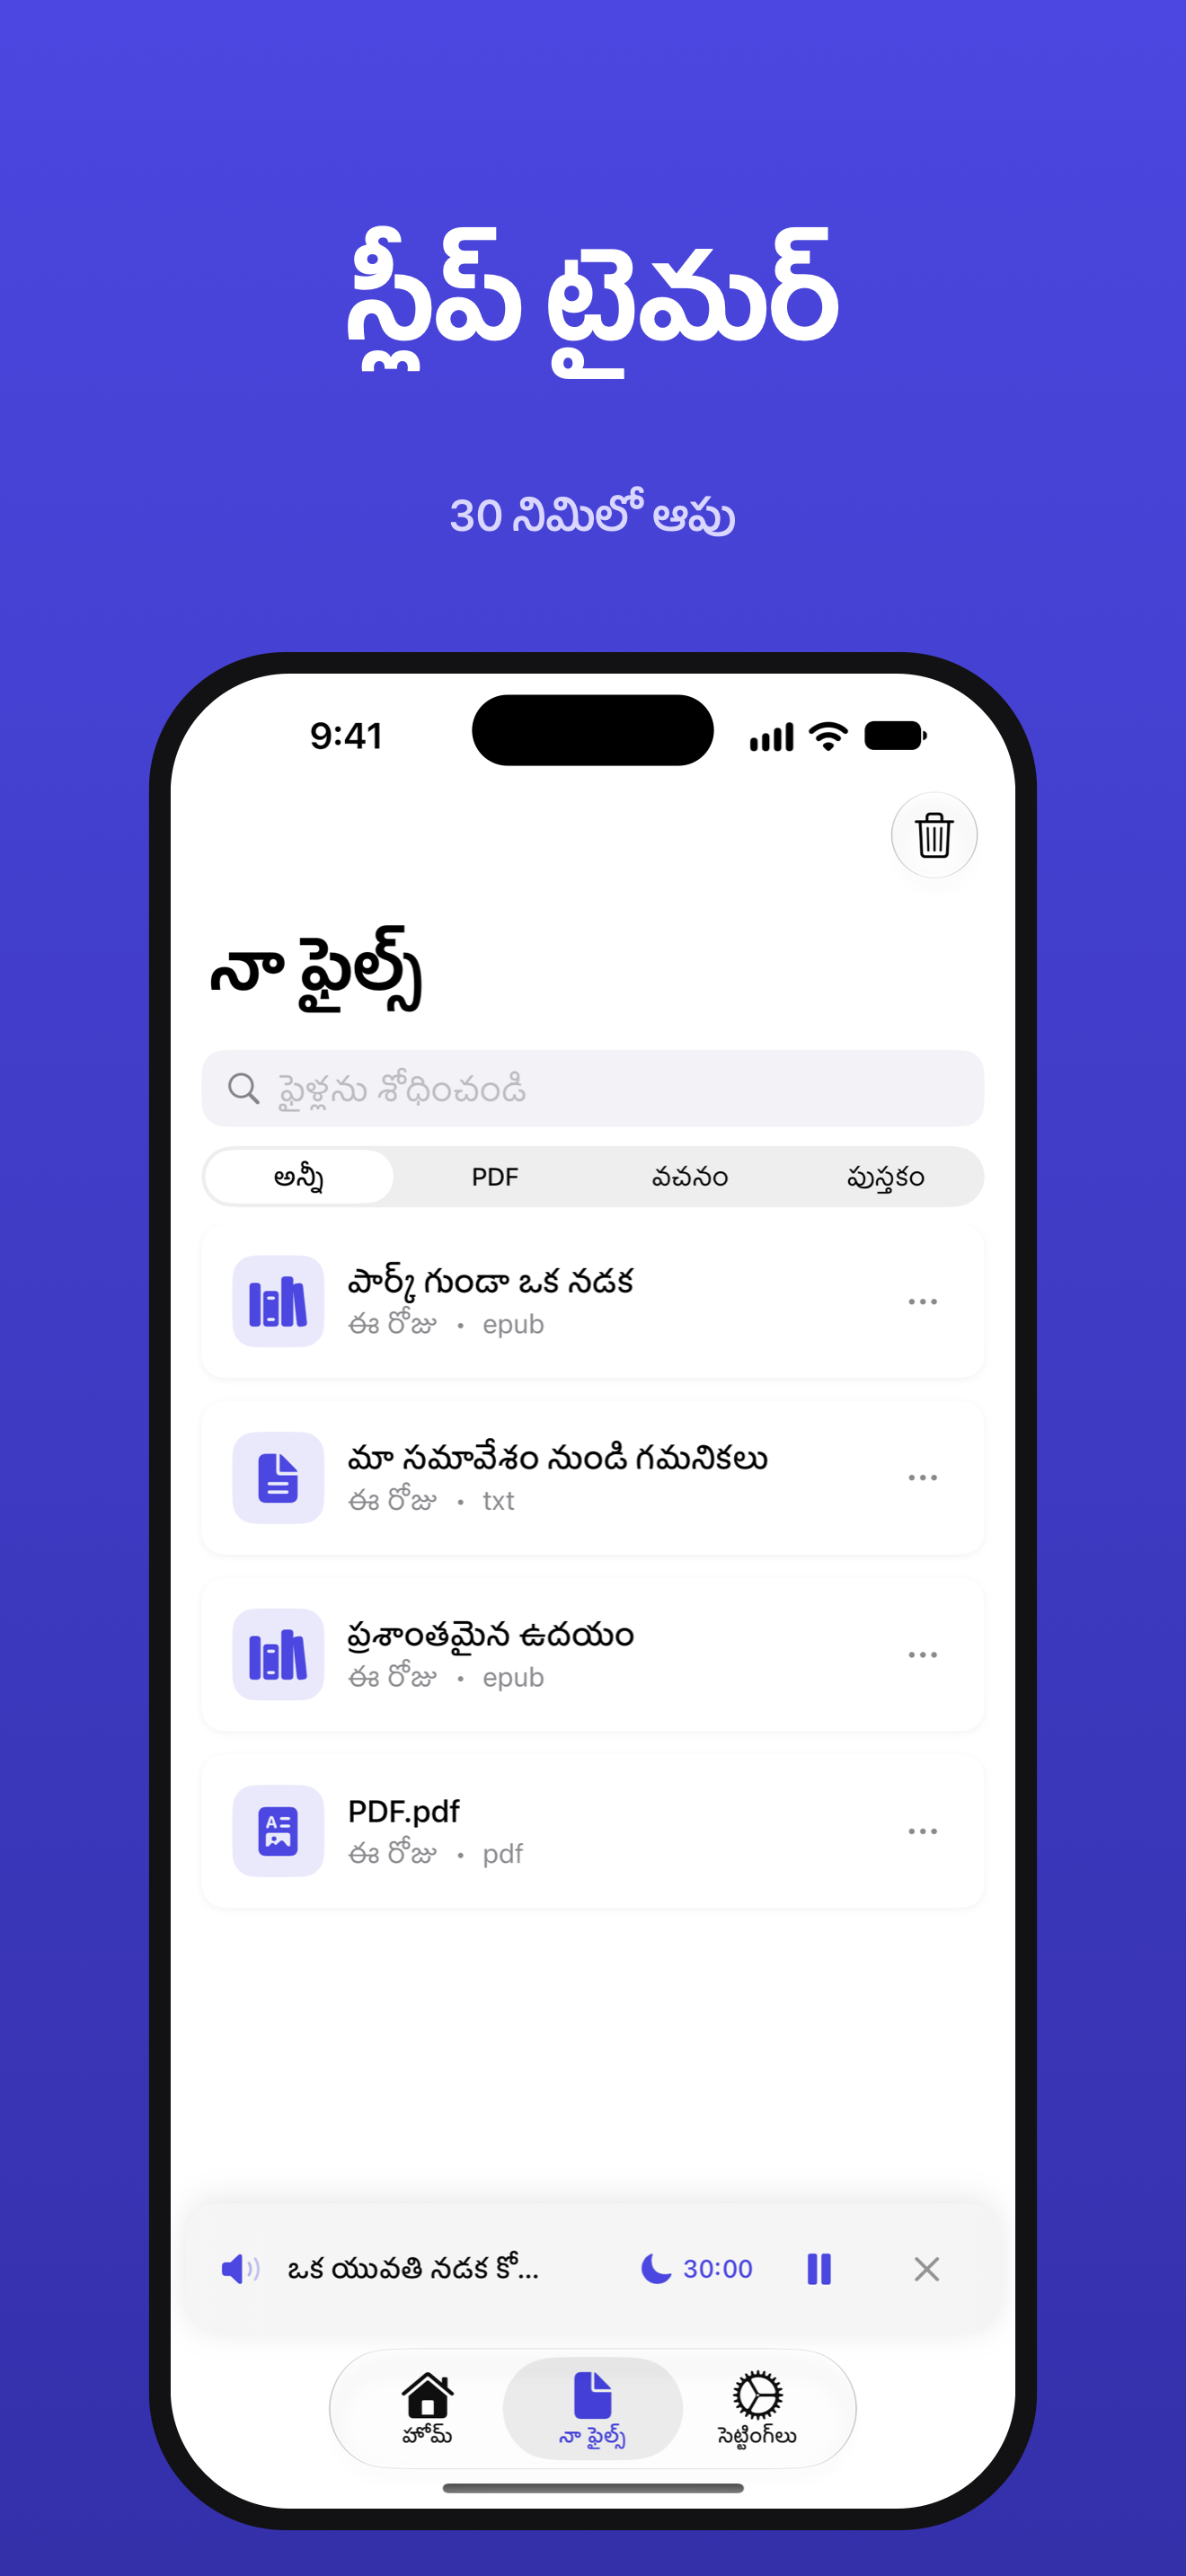 స్లీప్ టైమర్
30 నిమిలో ఆపు
9:41
నా ఫైల్స్
ఫైళ్లను శోధించండి
అన్నీ PDF వచనం పుస్తకం
పార్క్ గుండా ఒక నడక
ఈ రోజు • epub
మా సమావేశం నుండి గమనికలు
ఈ రోజు • txt
ప్రశాంతమైన ఉదయం
ఈ రోజు • epub
PDF.pdf
ఈ రోజు • pdf
ఒక యువతి నడక కో... 30:00
హోమ్ నా ఫైల్స్ సెట్టింగ్‌లు